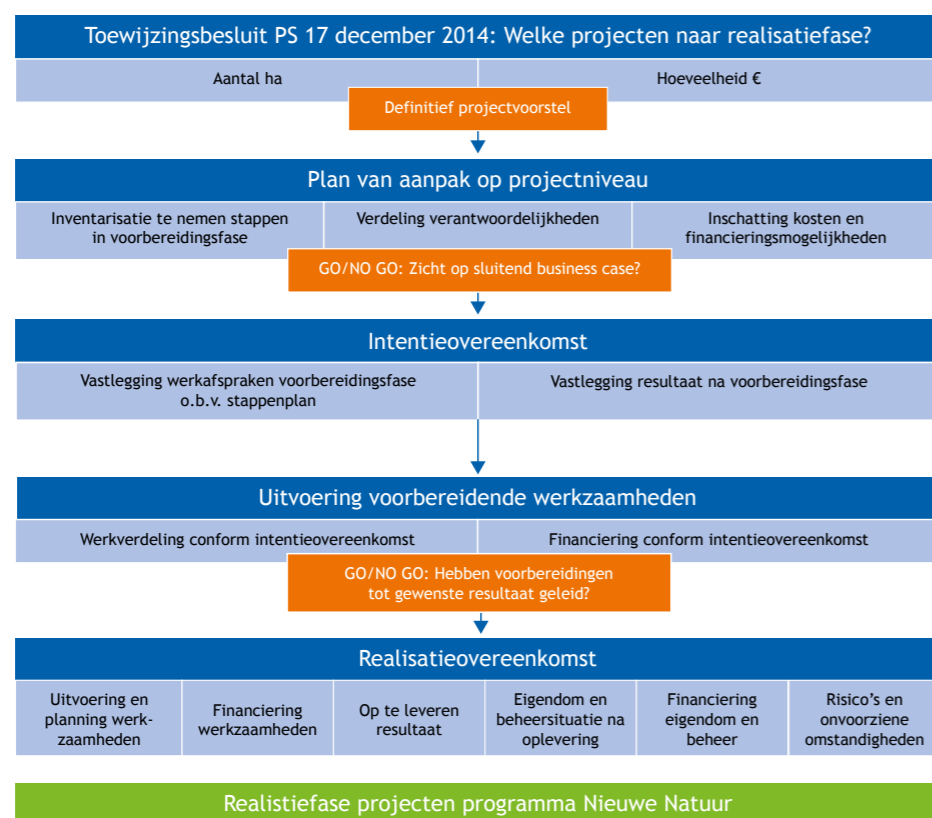 Toewijzingsbesluit PS 17 december 2014: Welke projecten naar realisatiefase?
Aantal ha
Hoeveelheid €
Definitief projectvoorstel
Plan van aanpak op projectniveau
Inventarisatie te nemen stappen
in voorbereidingsfase
Verdeling verantwoordelijkheden
Inschatting kosten en
financieringsmogelijkheden
GO/NO GO: Zicht op sluitend business case?
Intentieovereenkomst
Vastlegging werkafspraken voorbereidingsfase
o.b.v. stappenplan
Vastlegging resultaat na voorbereidingsfase
Uitvoering voorbereidende werkzaamheden
Werkverdeling conform intentieovereenkomst
Financiering conform intentieovereenkomst
GO/NO GO: Hebben voorbereidingen
tot gewenste resultaat geleid?
Realisatieovereenkomst
Uitvoering en
planning werk-
zaamheden
Financiering
werkzaamheden
Op te leveren
resultaat
Eigendom en
beheersituatie na
oplevering
Financiering
eigendom en
beheer
Risico's en
onvoorziene
omstandigheden
Realistiefase projecten programma Nieuwe Natuur